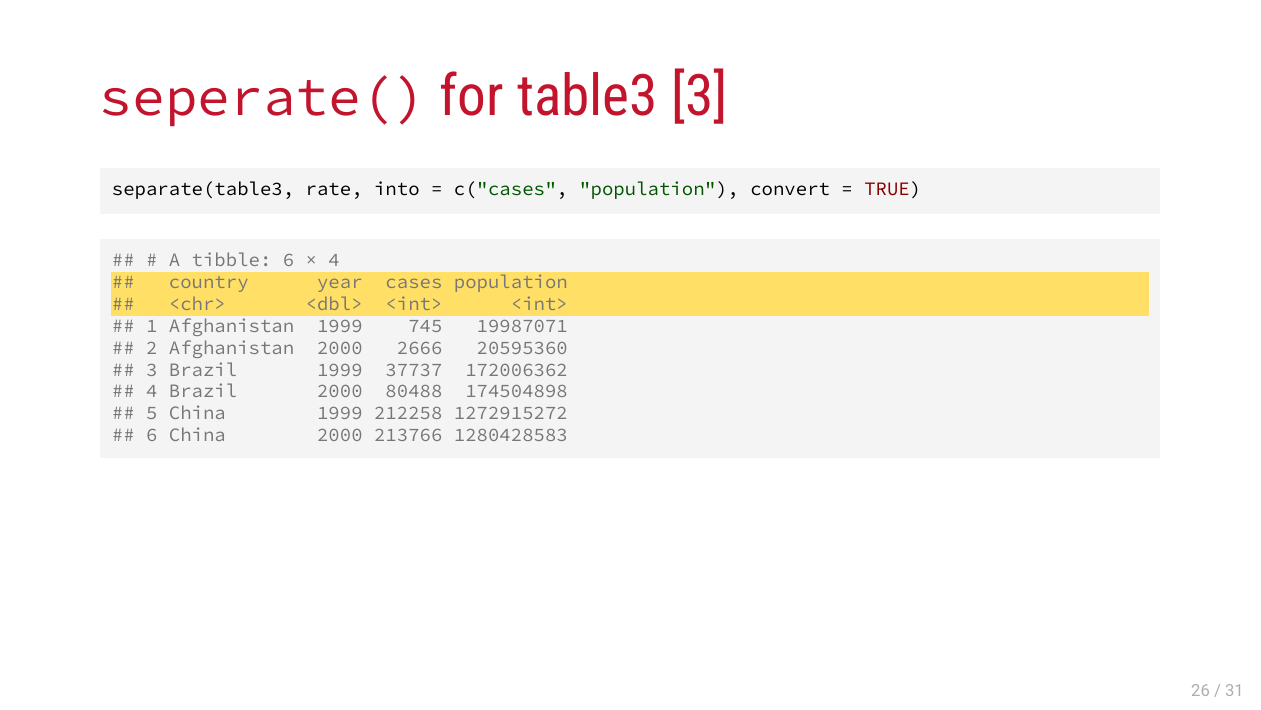 seperate() for table3 [3]
separate(table3, rate, into = c("cases", "population"), convert = TRUE)
## # A tibble: 6 × 4
##   country      year  cases population
##   <chr>       <dbl>  <int>      <int>
## 1 Afghanistan  1999    745   19987071
## 2 Afghanistan  2000   2666   20595360
## 3 Brazil       1999  37737  172006362
## 4 Brazil       2000  80488  174504898
## 5 China        1999 212258 1272915272
## 6 China        2000 213766 1280428583
26 / 31